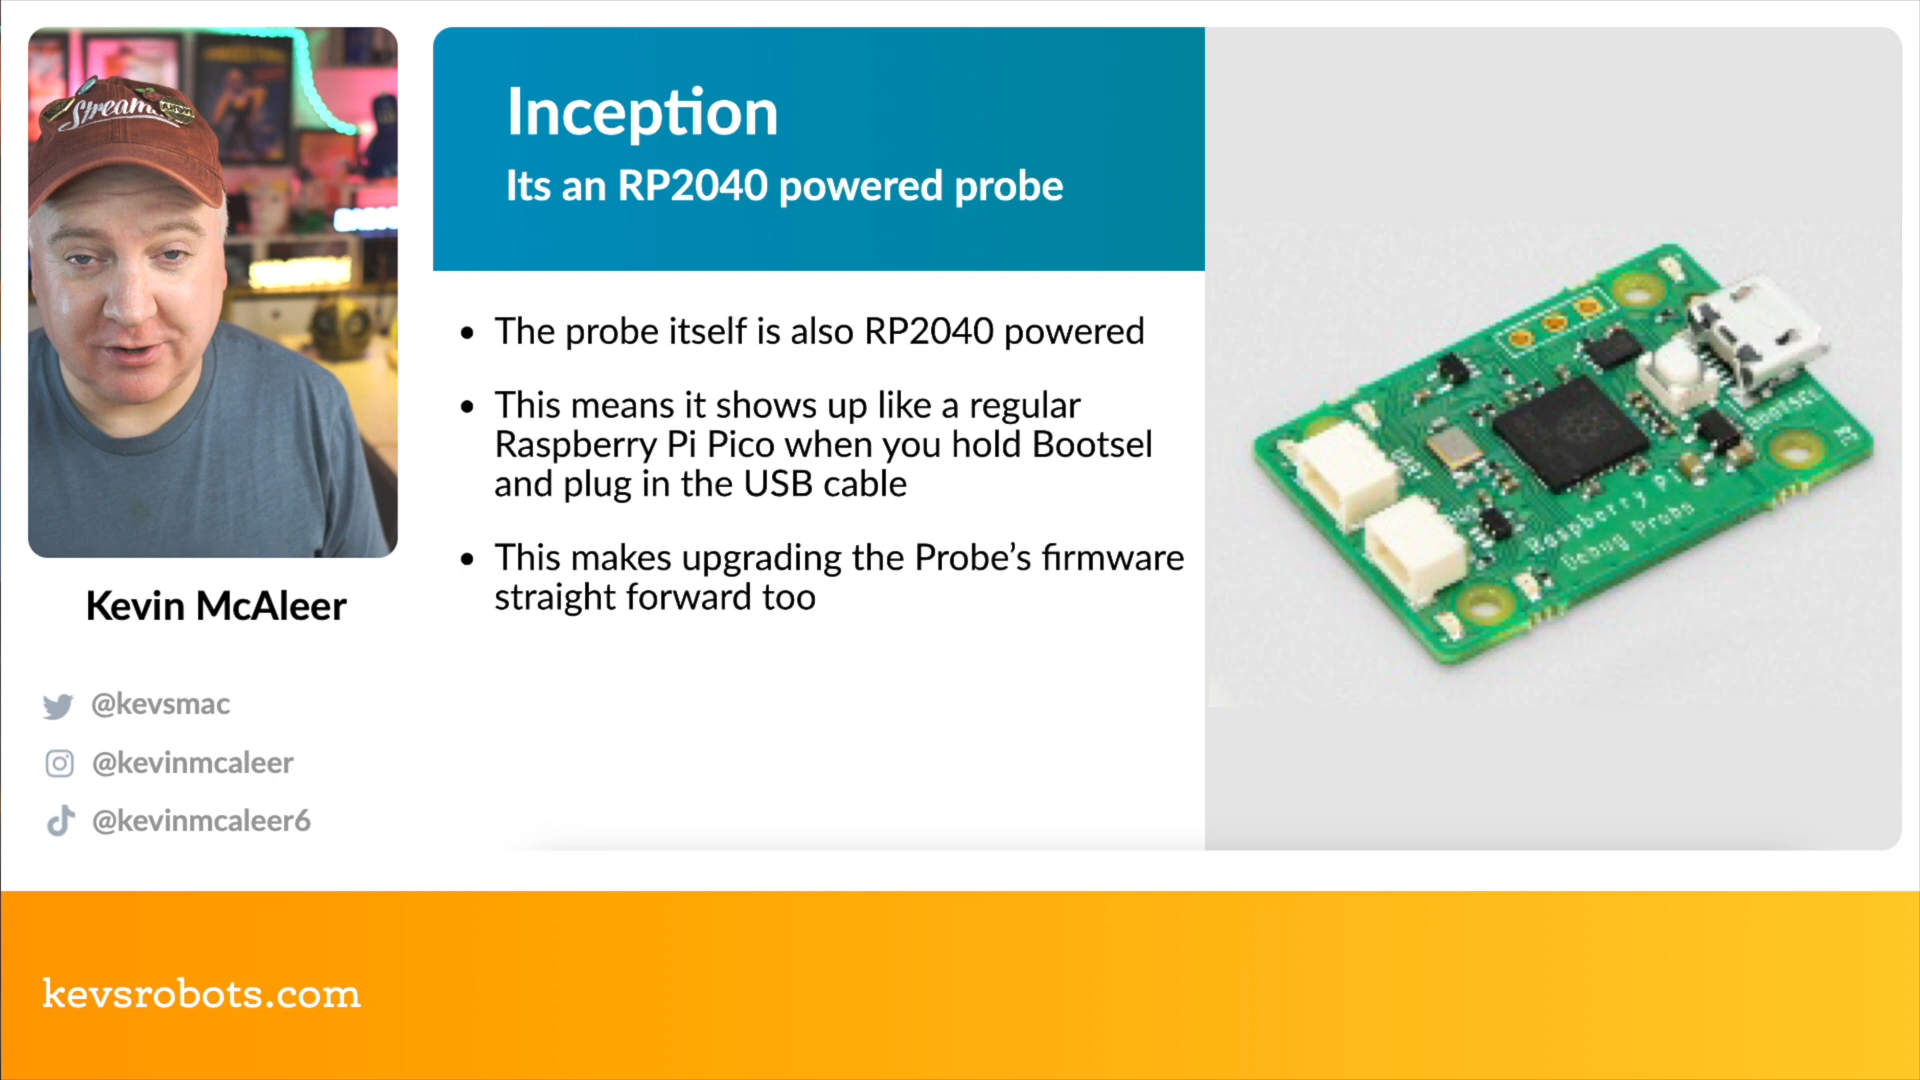 Stream
Inception
Its an RP2040 powered probe
• The probe itself is also RP2040 powered
• This means it shows up like a regular
Raspberry Pi Pico when you hold Bootsel
and plug in the USB cable
• This makes upgrading the Probe’s firmware
straight forward too
BOOTSEL
UART
Raspberry Pi
Debug Probe
Kevin McAleer
@kevsmac
@kevinmcaleer
@kevinmcaleer6
kevsrobots.com